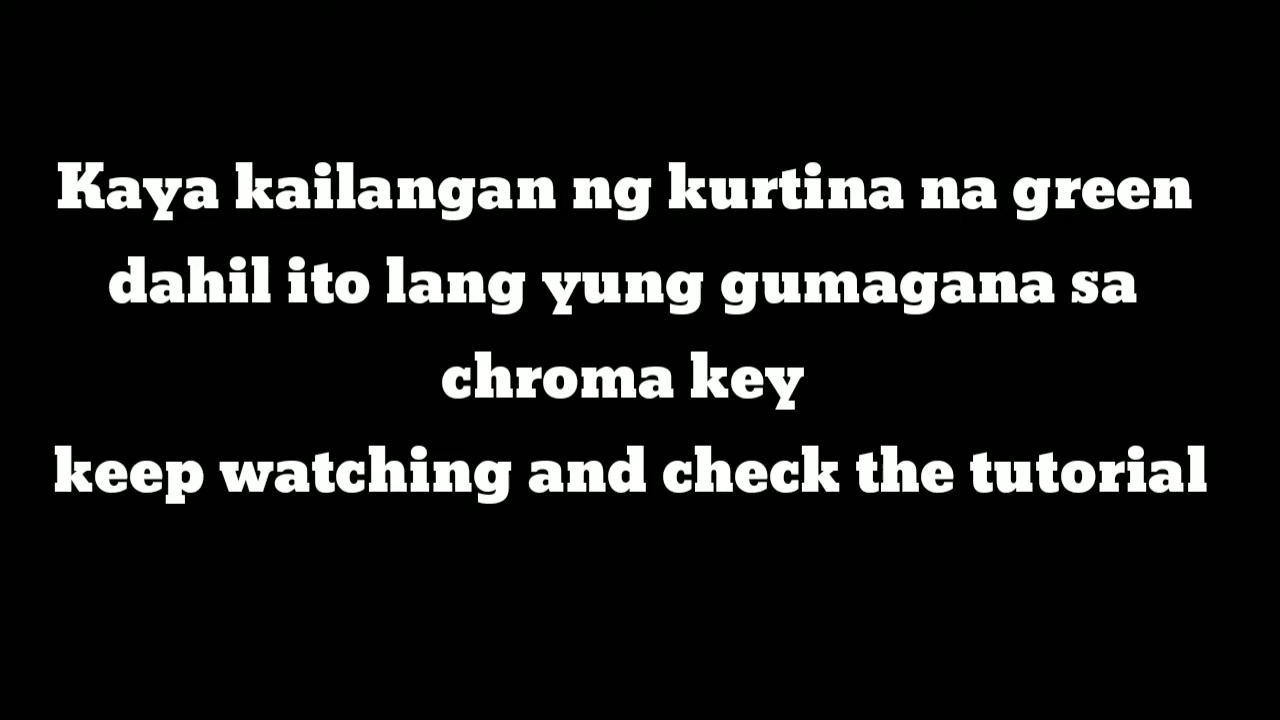 Kaya kailangan ng kurtina na green
dahil ito lang yung gumagana sa
chroma key
keep watching and check the tutorial